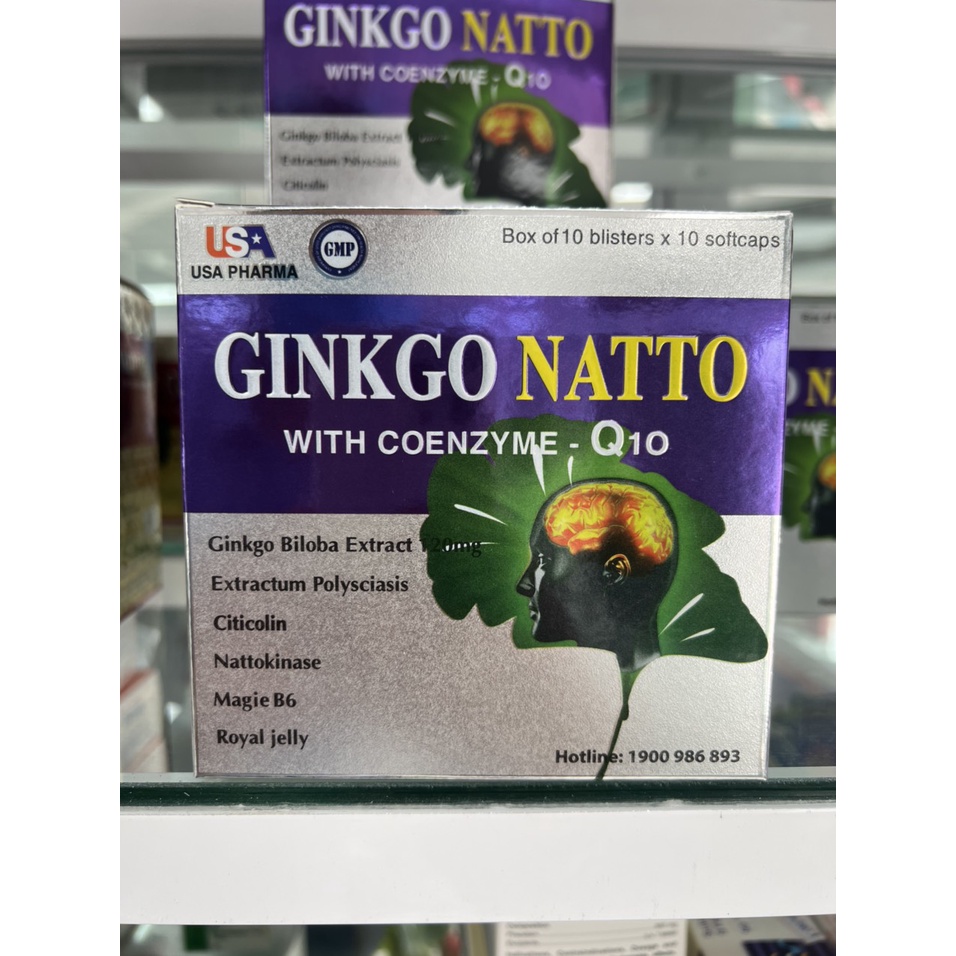 GINKGO NATTO
WITH COENZYME - Q10
Ginkgo Biloba Extract
Extractum Polysciasis
Citicolin
USA
USA PHARMA
GMP
Box of 10 blisters x 10 softcaps
GINKGO NATTO
WITH COENZYME - Q10
Ginkgo Biloba Extract 120mg
Extractum Polysciasis
Citicolin
Nattokinase
Magie B6
Royal jelly
Hotline: 1900 986 893